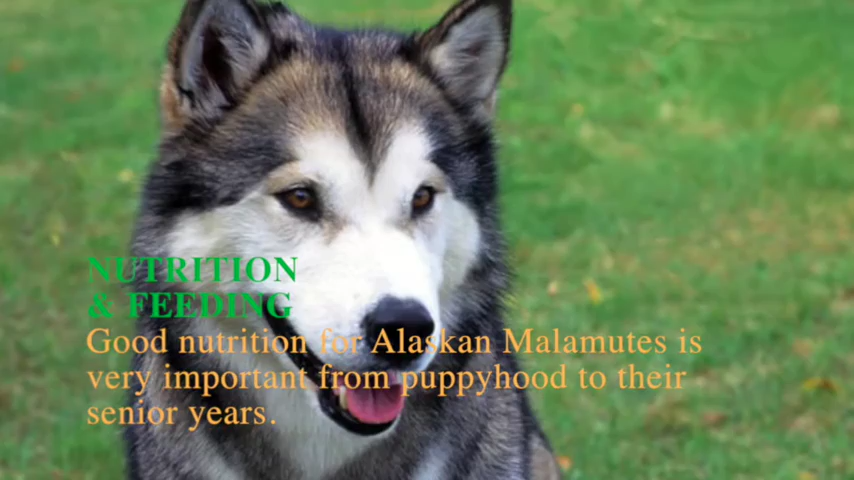 NUTRITION
& FEEDING
Good nutrition for Alaskan Malamutes is
very important from puppyhood to their
senior years.